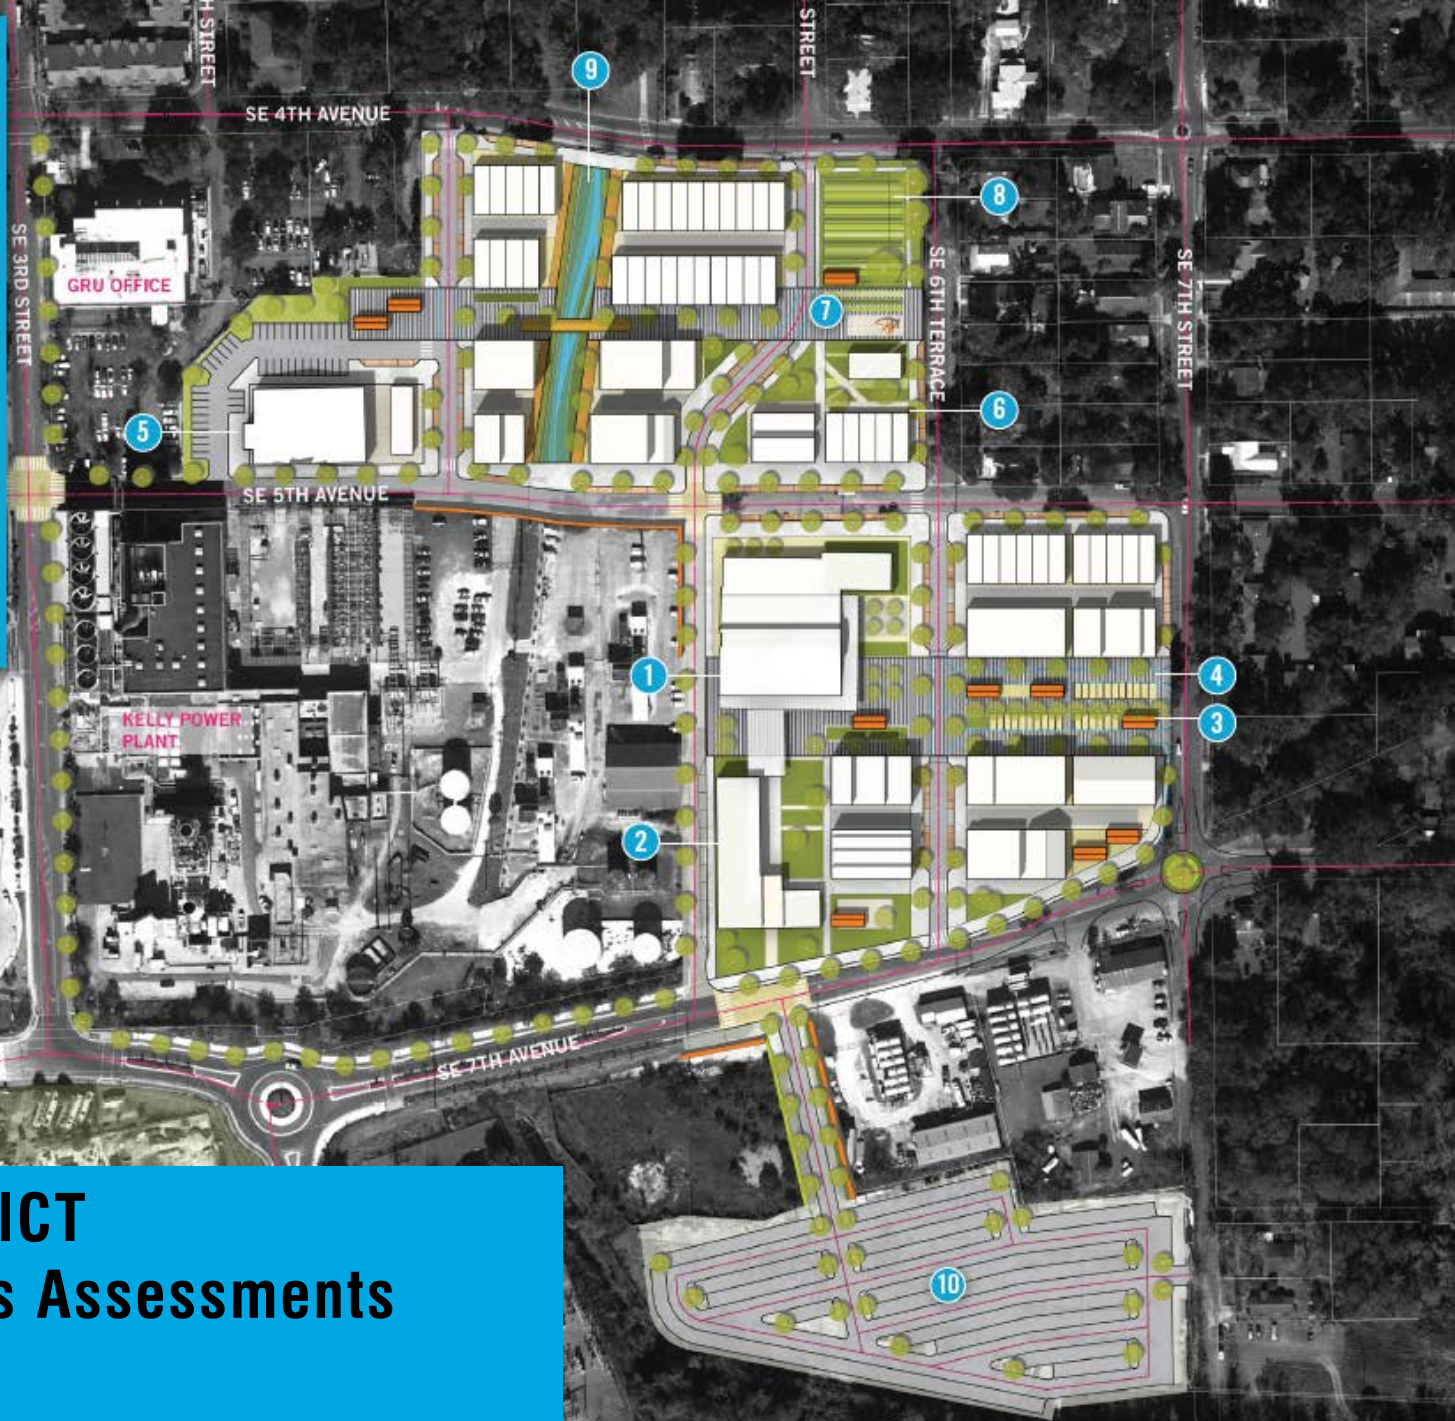 H STREET
STREET
9
SE 4TH AVENUE
8
SE 3RD STREET
GRU OFFICE
SE 6TH TERRACE
SE 7TH STREET
7
6
5
SE 5TH AVENUE
1
4
3
KELLY POWER
PLANT
2
SE 7TH AVENUE
ICT
s Assessments
10